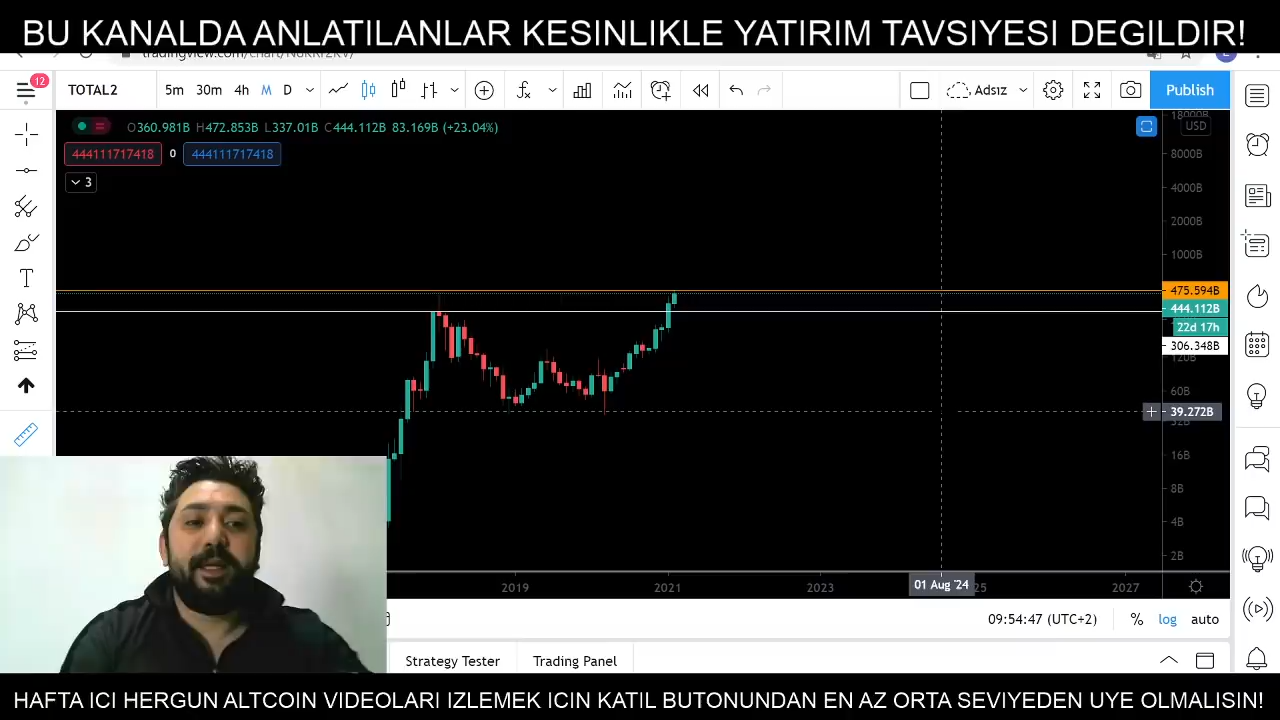 BU KANALDA ANLATILANLAR KESINLIKLE YATIRIM TAVSIYESI DEGILDIR!
12
TOTAL2
5m 30m 4h M D
Adsız
Publish
O360.981B H472.853B L337.01B C444.112B 83.169B (+23.04%)
444111717418 0 444111717418
3
USD
8000B
4000B
2000B
1000B
475.594B
444.112B
22d 17h
306.348B
120B
60B
39.272B
32B
16B
8B
4B
2B
2019 2021 2023 01 Aug '24 2027
09:54:47 (UTC+2) % log auto
Strategy Tester Trading Panel
HAFTA ICI HERGUN ALTCOIN VIDEOLARI IZLEMEK ICIN KATIL BUTONUNDAN EN AZ ORTA SEVIYEDEN UYE OLMALISIN!